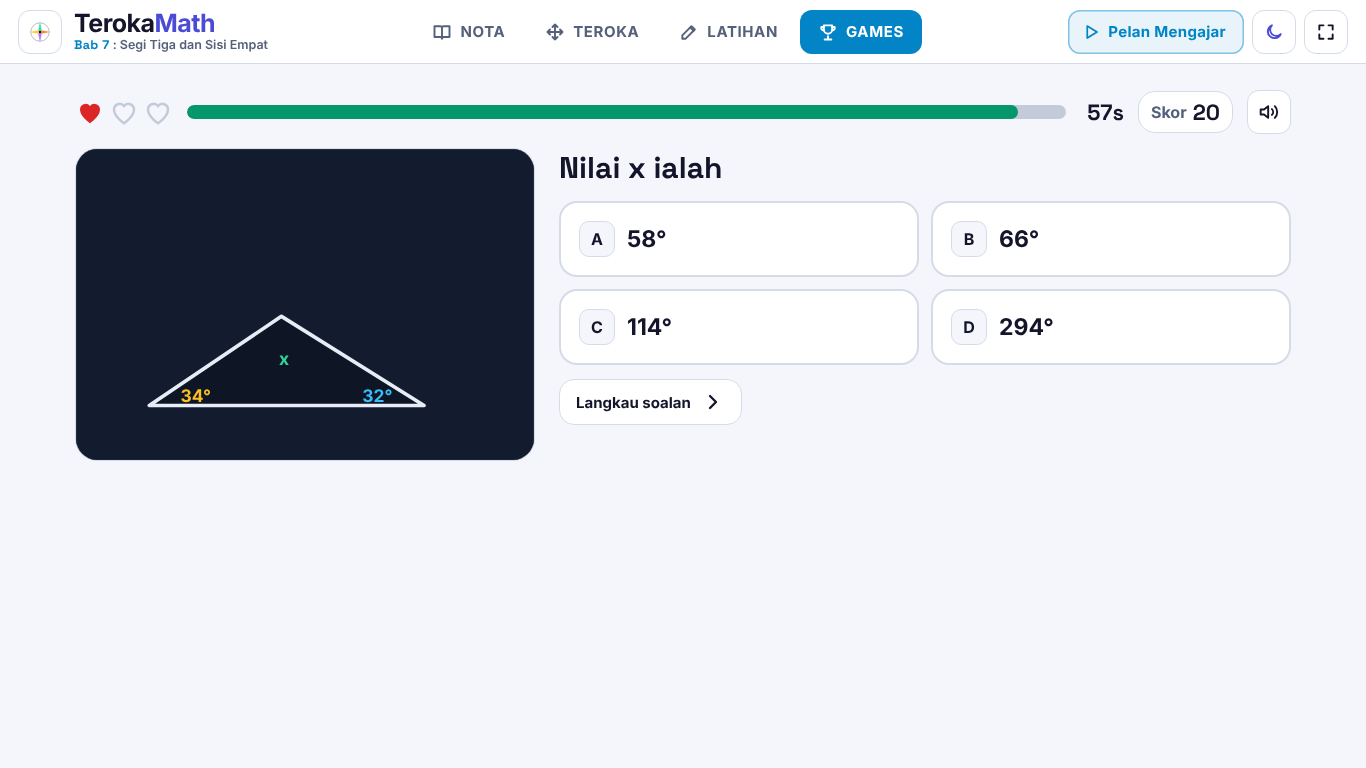 TerokaMath
Bab 7 : Segi Tiga dan Sisi Empat
NOTA
TEROKA
LATIHAN
GAMES
Pelan Mengajar
57s
Skor 20
x
34°
32°
Nilai x ialah
A 58°
B 66°
C 114°
D 294°
Langkau soalan